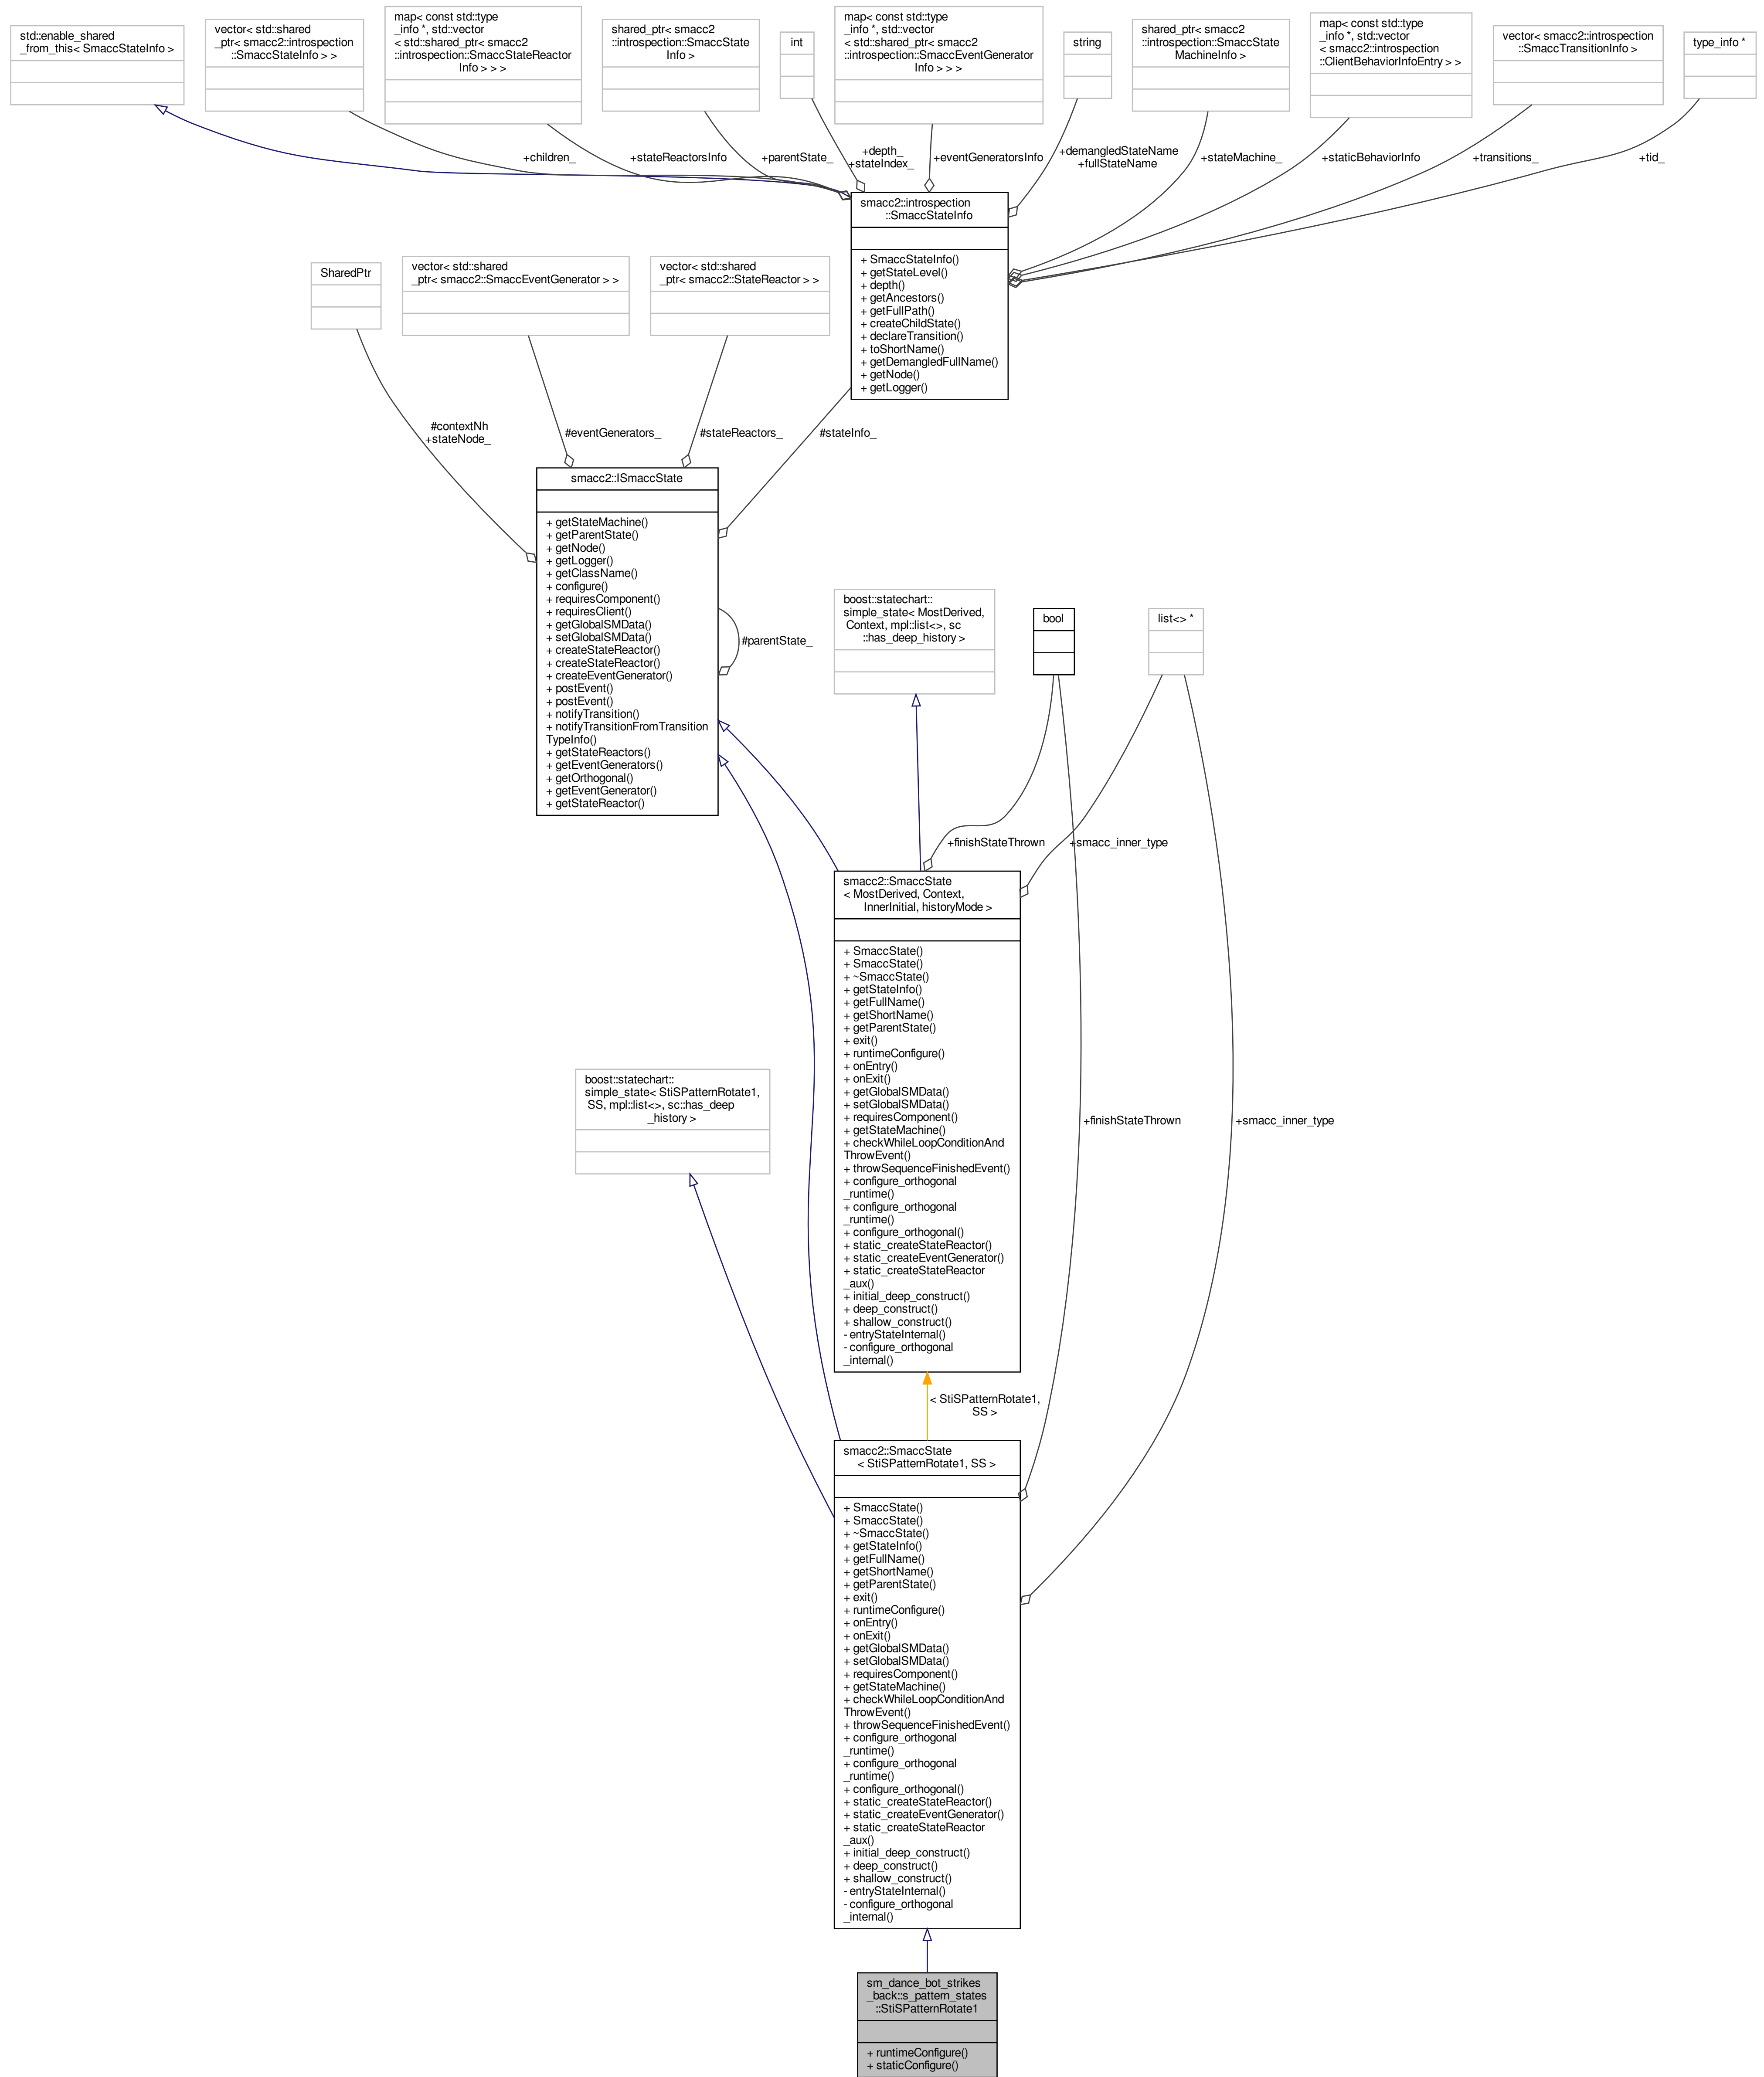 std::enable_shared
_from_this< SmaccStateInfo >
vector< std::shared
_ptr< smacc2::introspection
::SmaccStateInfo > >
map< const std::type
_info *, std::vector
< std::shared_ptr< smacc2
::introspection::SmaccStateReactor
Info > > >
shared_ptr< smacc2
::introspection::SmaccState
Info >
int
map< const std::type
_info *, std::vector
< std::shared_ptr< smacc2
::introspection::SmaccEventGenerator
Info > > >
string
shared_ptr< smacc2
::introspection::SmaccState
MachineInfo >
map< const std::type
_info *, std::vector
< smacc2::introspection
::ClientBehaviorInfoEntry > >
vector< smacc2::introspection
::SmaccTransitionInfo >
type_info *
+children_
+stateReactorsInfo
+parentState_
+depth_
+stateIndex_
+eventGeneratorsInfo
+demangledStateName
+fullStateName
+stateMachine_
+staticBehaviorInfo
+transitions_
+tid_
smacc2::introspection
::SmaccStateInfo
+ SmaccStateInfo()
+ getStateLevel()
+ depth()
+ getAncestors()
+ getFullPath()
+ createChildState()
+ declareTransition()
+ toShortName()
+ getDemangledFullName()
+ getNode()
+ getLogger()
SharedPtr
vector< std::shared
_ptr< smacc2::SmaccEventGenerator > >
vector< std::shared
_ptr< smacc2::StateReactor > >
#contextNh
+stateNode_
#eventGenerators_
#stateReactors_
#stateInfo_
smacc2::ISmaccState
+ getStateMachine()
+ getParentState()
+ getNode()
+ getLogger()
+ getClassName()
+ configure()
+ requiresComponent()
+ requiresClient()
+ getGlobalSMData()
+ setGlobalSMData()
+ createStateReactor()
+ createStateReactor()
+ createEventGenerator()
+ postEvent()
+ postEvent()
+ notifyTransition()
+ notifyTransitionFromTransition
TypeInfo()
+ getStateReactors()
+ getEventGenerators()
+ getOrthogonal()
+ getEventGenerator()
+ getStateReactor()
#parentState_
boost::statechart::
simple_state< MostDerived,
Context, mpl::list<>, sc
::has_deep_history >
bool
list<> *
+finishStateThrown
+smacc_inner_type
smacc2::SmaccState
< MostDerived, Context,
InnerInitial, historyMode >
+ SmaccState()
+ SmaccState()
+ ~SmaccState()
+ getStateInfo()
+ getFullName()
+ getShortName()
+ getParentState()
+ exit()
+ runtimeConfigure()
+ onEntry()
+ onExit()
+ getGlobalSMData()
+ setGlobalSMData()
+ requiresComponent()
+ getStateMachine()
+ checkWhileLoopConditionAnd
ThrowEvent()
+ throwSequenceFinishedEvent()
+ configure_orthogonal
_runtime()
+ configure_orthogonal
_runtime()
+ configure_orthogonal()
+ static_createStateReactor()
+ static_createEventGenerator()
+ static_createStateReactor
_aux()
+ initial_deep_construct()
+ deep_construct()
+ shallow_construct()
- entryStateInternal()
- configure_orthogonal
_internal()
boost::statechart::
simple_state< StiSPatternRotate1,
SS, mpl::list<>, sc::has_deep
_history >
+finishStateThrown
+smacc_inner_type
< StiSPatternRotate1,
SS >
smacc2::SmaccState
< StiSPatternRotate1, SS >
+ SmaccState()
+ SmaccState()
+ ~SmaccState()
+ getStateInfo()
+ getFullName()
+ getShortName()
+ getParentState()
+ exit()
+ runtimeConfigure()
+ onEntry()
+ onExit()
+ getGlobalSMData()
+ setGlobalSMData()
+ requiresComponent()
+ getStateMachine()
+ checkWhileLoopConditionAnd
ThrowEvent()
+ throwSequenceFinishedEvent()
+ configure_orthogonal
_runtime()
+ configure_orthogonal
_runtime()
+ configure_orthogonal()
+ static_createStateReactor()
+ static_createEventGenerator()
+ static_createStateReactor
_aux()
+ initial_deep_construct()
+ deep_construct()
+ shallow_construct()
- entryStateInternal()
- configure_orthogonal
_internal()
sm_dance_bot_strikes
_back::s_pattern_states
::StiSPatternRotate1
+ runtimeConfigure()
+ staticConfigure()